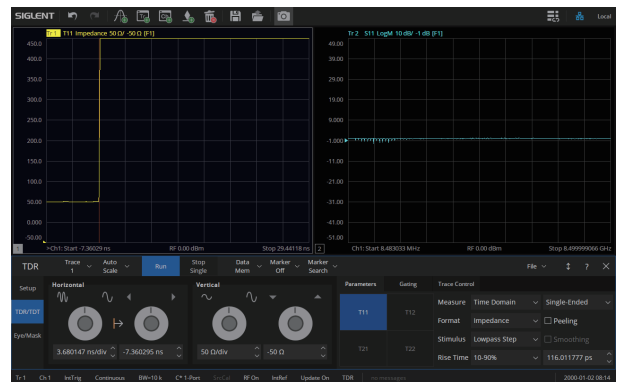 SIGLENT
Local
Tr 1 T11 Impedance 50 Ω/ -50 Ω [F1]
450.0
400.0
350.0
300.0
250.0
200.0
150.0
100.0
50.00
0.000
-50.00
1 >Ch1: Start -7.36029 ns RF 0.00 dBm Stop 29.44118 ns
Tr 2 S11 LogM 10 dB/ -1 dB [F1]
49.00
39.00
29.00
19.00
9.000
-1.000
-11.00
-21.00
-31.00
-41.00
-51.00
2 Ch1: Start 8.483033 MHz RF 0.00 dBm Stop 8.499999066 GHz
TDR Trace 1 Auto Scale Run Stop Single Data Mem Marker Off Marker Search File ? 
Setup
TDR/TDT
Eye/Mask
Horizontal
3.680147 ns/div -7.360295 ns
Vertical
50 Ω/div -50 Ω
Parameters Gating Trace Control
T11 T12
T21 T22
Measure Time Domain Single-Ended
Format Impedance Peeling
Stimulus Lowpass Step Smoothing
Rise Time 10-90% 116.011777 ps
Tr 1 Ch 1 IntTrig Continuous BW=10 k C* 1-Port SrcCal RF On IntRef Update On TDR no messages 2000-01-02 08:14